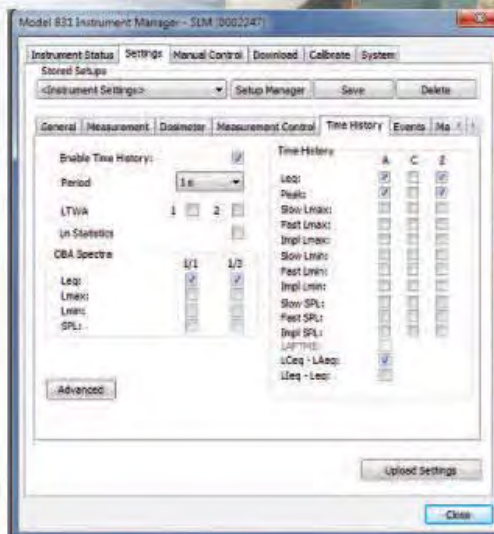 Model 831 Instrument Manager - SLM [0002247]
Instrument Status Settings Manual Control Download Calibrate System
Stored Setups
<Instrument Settings> Setup Manager Save Delete
General Measurement Dosimeter Measurement Control Time History Events Ma
Enable Time History:
Period 1 s
LTWA 1 2
Ln Statistics
OBA Spectra
1/1 1/3
Leq:
Lmax:
Lmin:
SPL:
Advanced
Time History
A C Z
Leq:
Peak:
Slow Lmax:
Fast Lmax:
Impl Lmax:
Slow Lmin:
Fast Lmin:
Impl Lmin:
Slow SPL:
Fast SPL:
Impl SPL:
LAFTM5:
LCeq - LAeq:
LIeq - Leq:
Upload Settings
Close